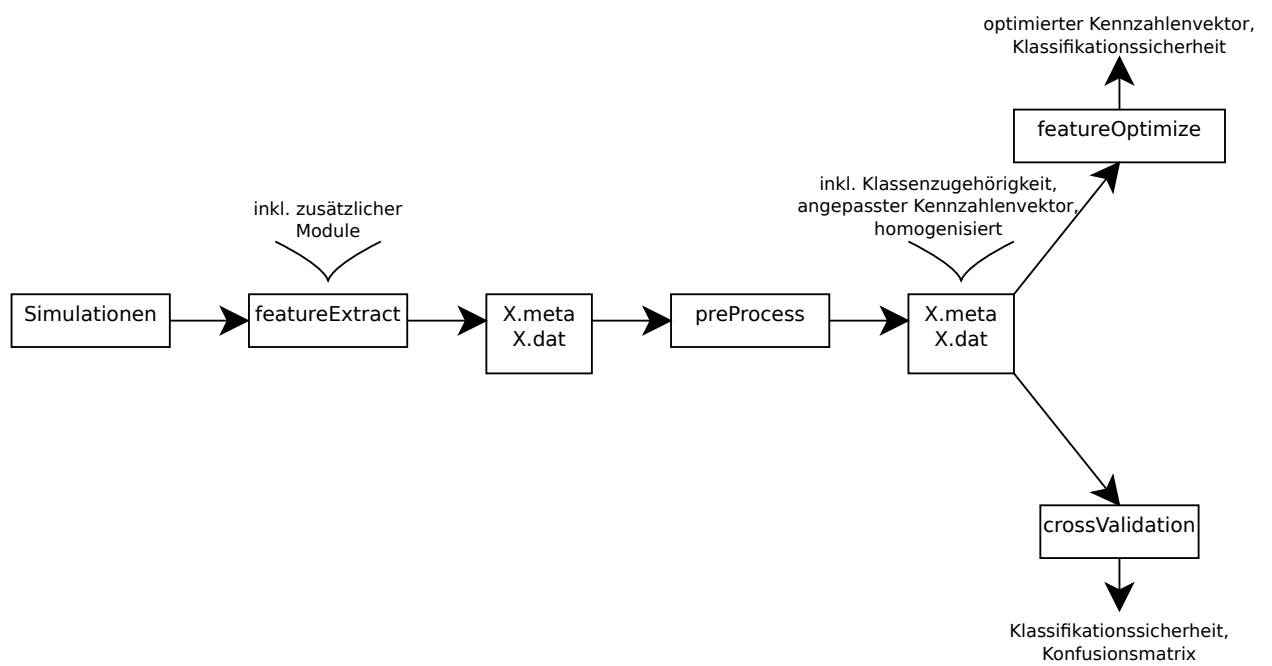 optimierter Kennzahlenvektor,
Klassifikationssicherheit
featureOptimize
inkl. Klassenzugehörigkeit,
angepasster Kennzahlenvektor,
homogenisiert
inkl. zusätzlicher
Module
Simulationen
featureExtract
X.meta
X.dat
preProcess
X.meta
X.dat
crossValidation
Klassifikationssicherheit,
Konfusionsmatrix